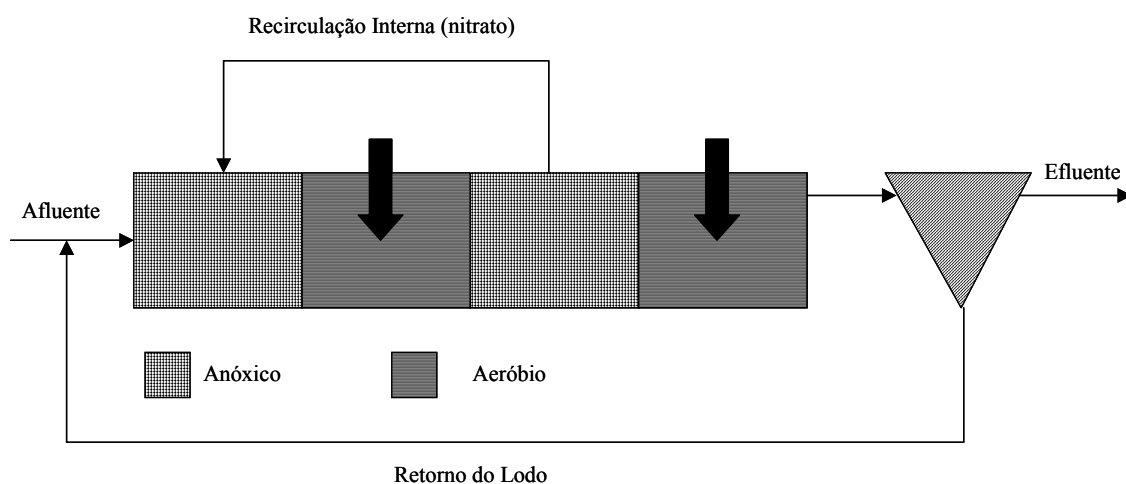 Recirculação Interna (nitrato)
Afluente
Efluente
Anóxico
Aeróbio
Retorno do Lodo